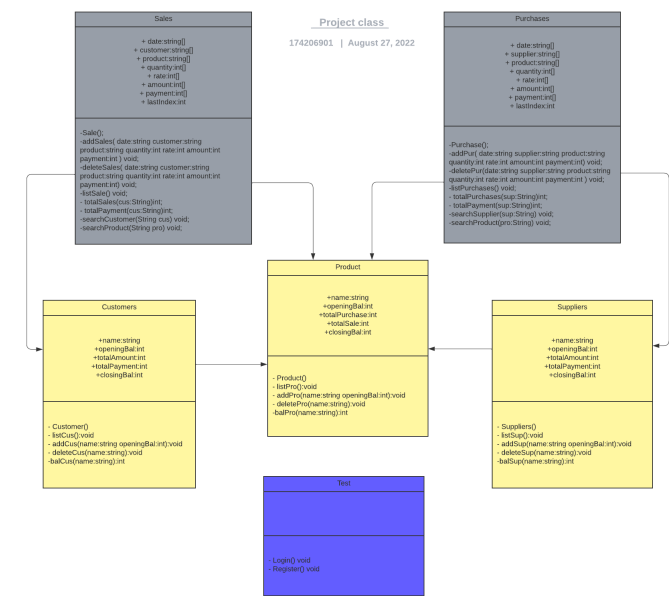 Project class
174206901 | August 27, 2022
Sales
+ date:string[]
+ customer:string[]
+ product:string[]
+ quantity:int[]
+ rate:int[]
+ amount:int[]
+ payment:int[]
+ lastIndex:int
-Sale();
-addSales( date:string customer:string
product:string quantity:int rate:int amount:int
payment:int ) void;
-deleteSales( date:string customer:string
product:string quantity:int rate:int amount:int
payment:int) void;
-listSale() void;
- totalSales(cus:String)int;
- totalPayment(cus:String)int;
-searchCustomer(String cus) void;
-searchProduct(String pro) void;
Purchases
+ date:string[]
+ supplier:string[]
+ product:string[]
+ quantity:int[]
+ rate:int[]
+ amount:int[]
+ payment:int[]
+ lastIndex:int
-Purchase();
-addPur( date:string supplier:string product:string
quantity:int rate:int amount:int payment:int) void;
-deletePur(date:string supplier:string product:string
quantity:int rate:int amount:int payment:int ) void;
-listPurchases() void;
- totalPurchases(sup:String)int;
- totalPayment(sup:String)int;
-searchSupplier(sup:String) void;
-searchProduct(pro:String) void;
Product
+name:string
+openingBal:int
+totalPurchase:int
+totalSale:int
+closingBal:int
- Product()
- listPro():void
- addPro(name:string openingBal:int):void
- deletePro(name:string):void
-balPro(name:string):int
Customers
+name:string
+openingBal:int
+totalAmount:int
+totalPayment:int
+closingBal:int
- Customer()
- listCus():void
- addCus(name:string openingBal:int):void
- deleteCus(name:string):void
-balCus(name:string):int
Suppliers
+name:string
+openingBal:int
+totalAmount:int
+totalPayment:int
+closingBal:int
- Suppliers()
- listSup():void
- addSup(name:string openingBal:int):void
- deleteSup(name:string):void
-balSup(name:string):int
Test
- Login() void
- Register() void